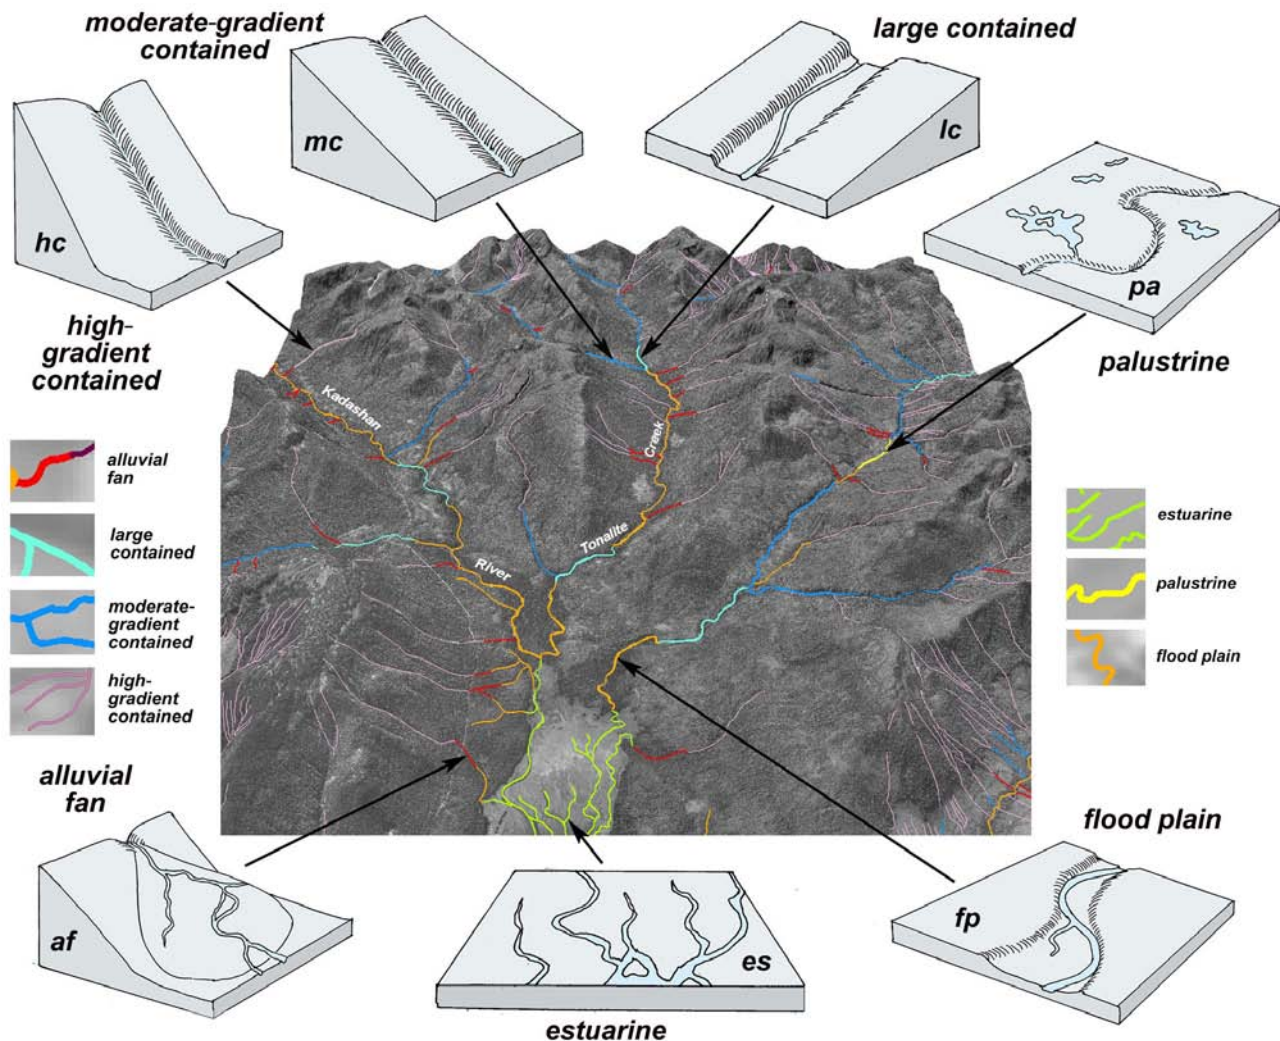 moderate-gradient
contained
large contained
mc
lc
hc
pa
high-
gradient
contained
palustrine
Kadashan
River
Creek
Tonalite
alluvial
fan
large
contained
moderate-
gradient
contained
high-
gradient
contained
estuarine
palustrine
flood plain
alluvial
fan
flood plain
af
es
fp
estuarine